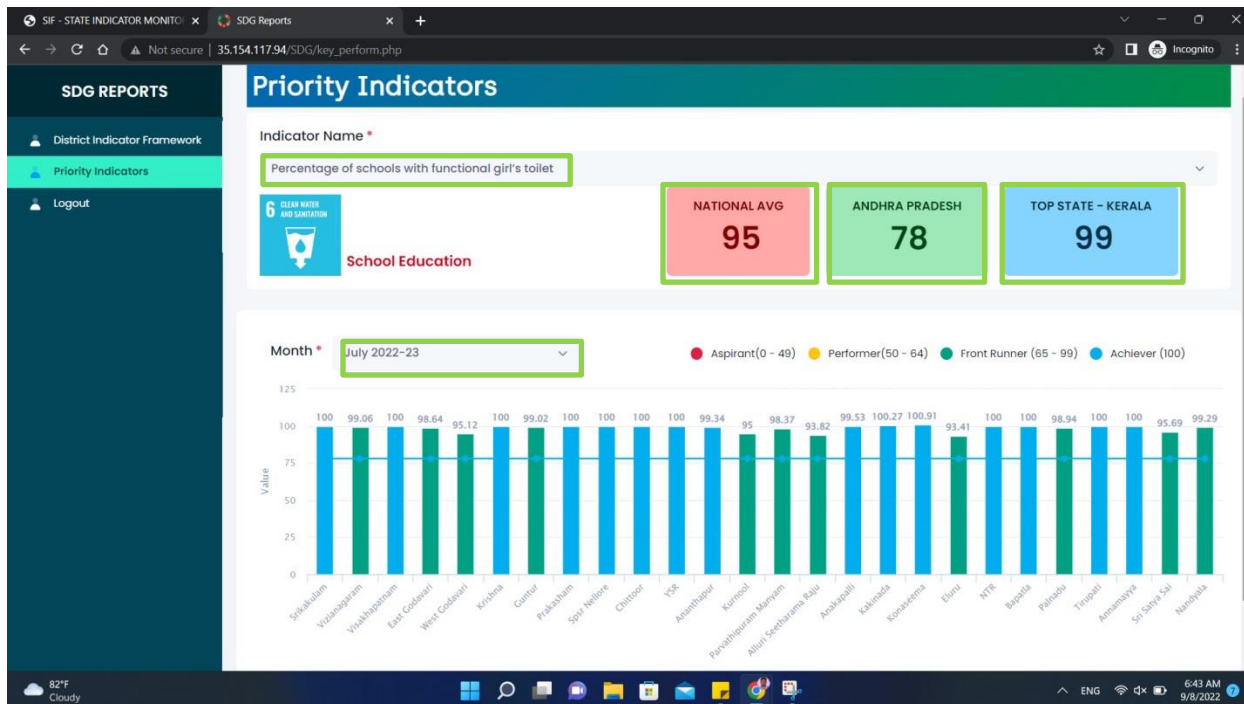 SIF - STATE INDICATOR MONITO
SDG Reports
Not secure | 35.154.117.94/SDG/key_perform.php
Incognito
SDG REPORTS
District Indicator Framework
Priority Indicators
Logout
Priority Indicators
Indicator Name *
Percentage of schools with functional girl's toilet
6 CLEAN WATER
AND SANITATION
School Education
NATIONAL AVG
95
ANDHRA PRADESH
78
TOP STATE - KERALA
99
Month * July 2022-23
Aspirant(0 - 49) Performer(50 - 64) Front Runner (65 - 99) Achiever (100)
125
100
75
50
25
0
Value
100 99.06 100 98.64 95.12 100 99.02 100 100 100 100 99.34 95 98.37 93.82 99.53 100.27 100.91 93.41 100 100 98.94 100 100 95.69 99.29
Srikakulam
Vizianagaram
Visakhapatnam
East Godavari
West Godavari
Krishna
Guntur
Prakasham
Spsr Nellore
Chittoor
YSR
Ananthapur
Kurnool
Parvathipuram Manyam
Alluri Seetharama Raju
Anakapalli
Kakinada
Konaseema
Eluru
NTR
Bapatla
Palnadu
Tirupati
Annamayya
Sri Satya Sai
Nandyala
82°F
Cloudy
ENG
6:43 AM
9/8/2022
7